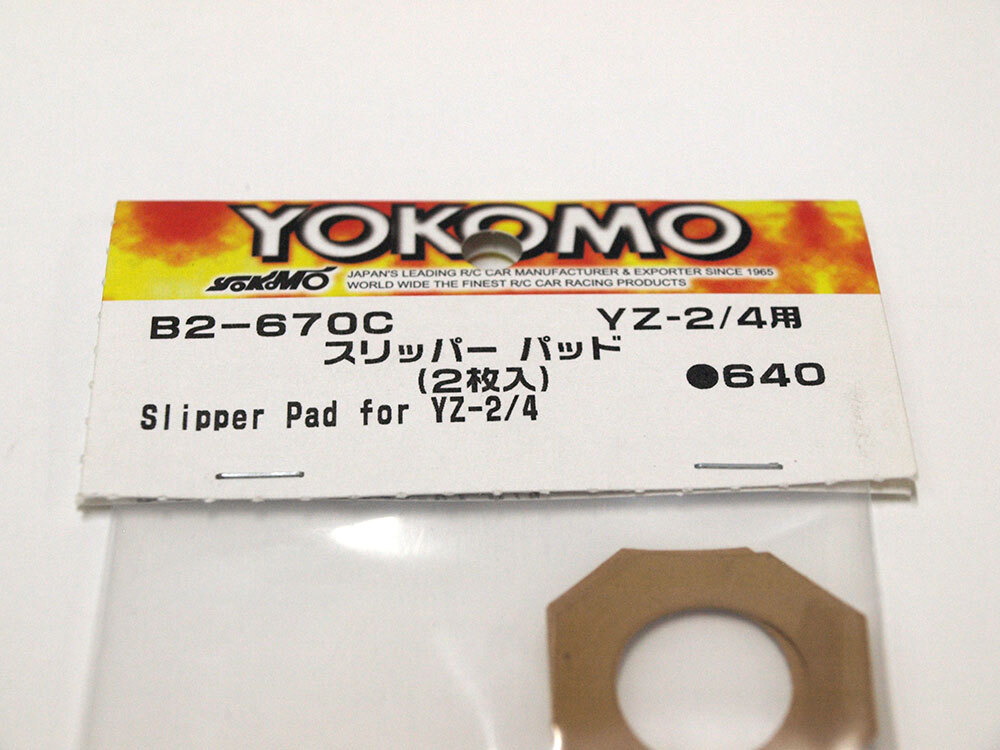 YOKOMO
YOKOMO
JAPAN'S LEADING R/C CAR MANUFACTURER & EXPORTER SINCE 1965
WORLD WIDE THE FINEST R/C CAR RACING PRODUCTS
B2-670C YZ-2/4用
スリッパー パッド
(2枚入) ●640
Slipper Pad for YZ-2/4